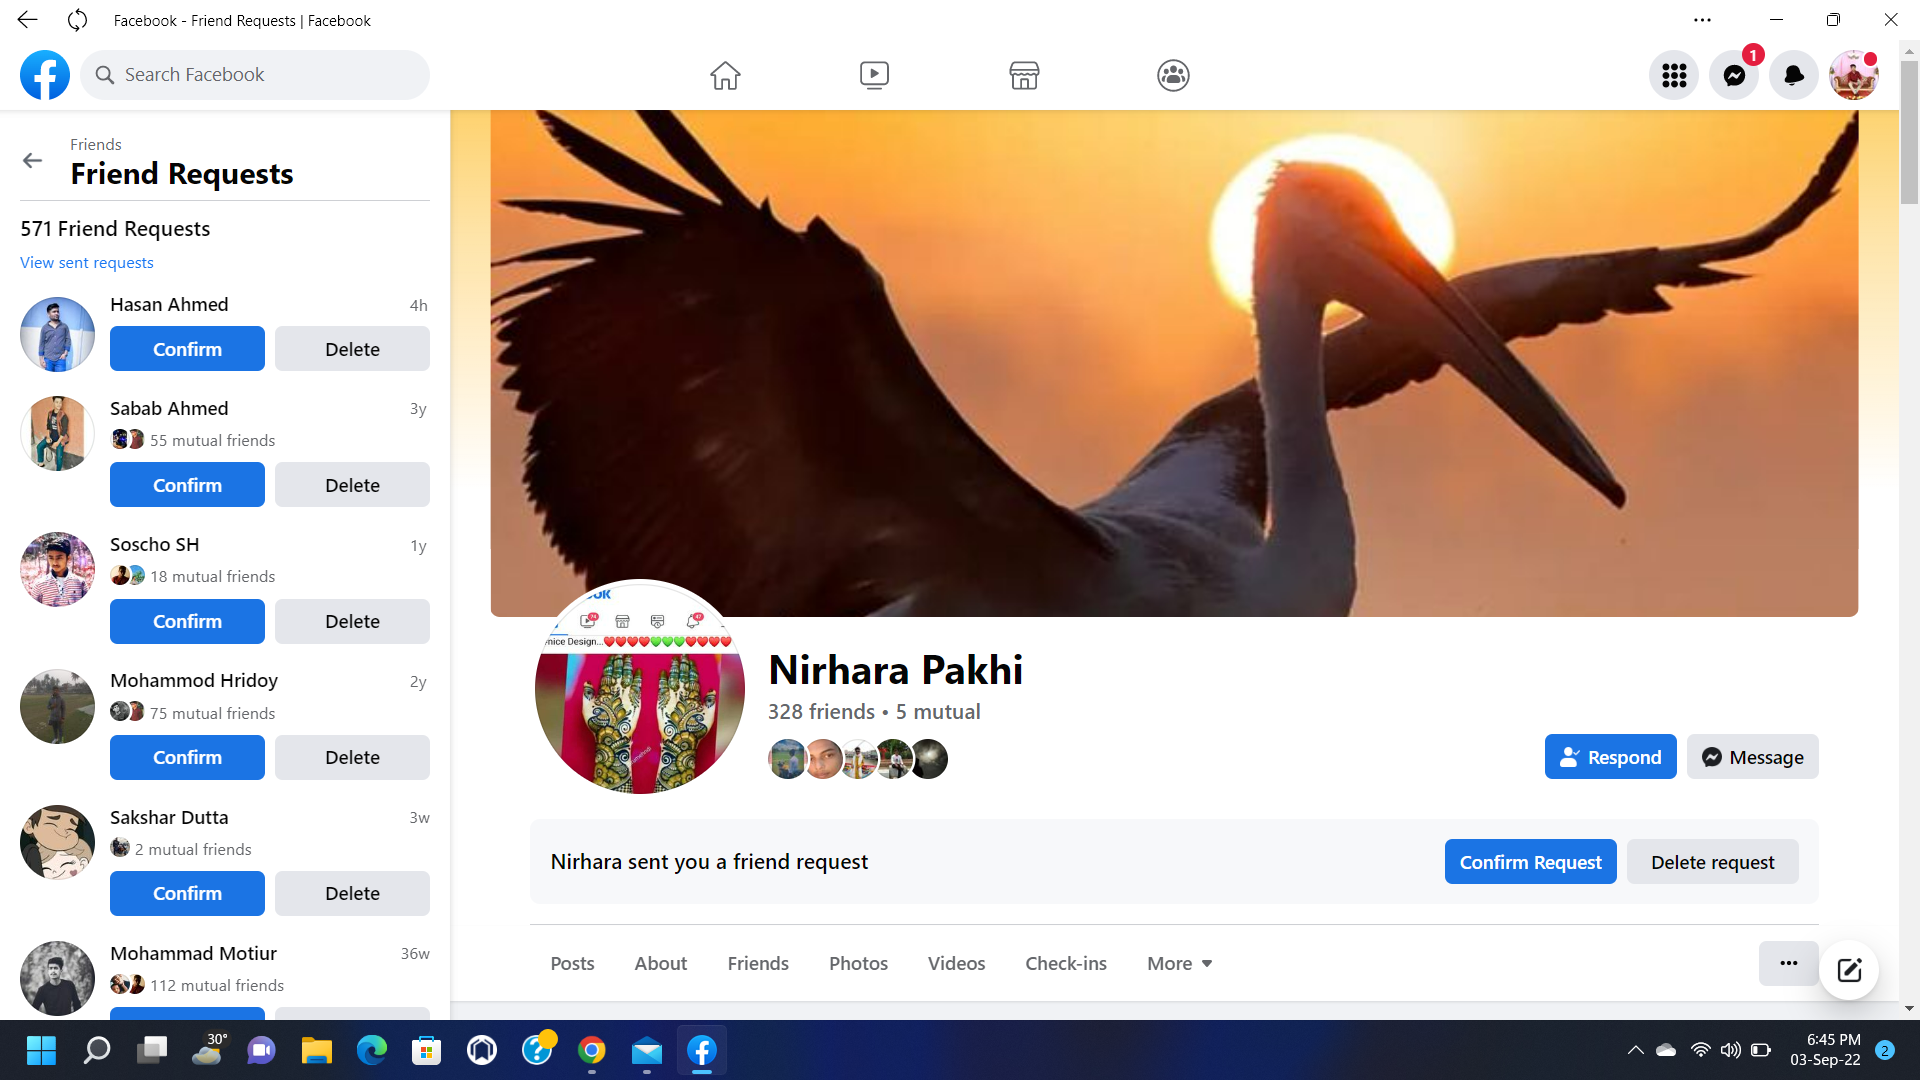 Facebook - Friend Requests | Facebook
Search Facebook
1
Friends
Friend Requests
571 Friend Requests
View sent requests
Hasan Ahmed
4h
Confirm
Delete
Sabab Ahmed
3y
55 mutual friends
Confirm
Delete
Soscho SH
1y
18 mutual friends
Confirm
Delete
Mohammod Hridoy
2y
75 mutual friends
Confirm
Delete
Sakshar Dutta
3w
2 mutual friends
Confirm
Delete
Mohammad Motiur
36w
112 mutual friends
nice Design...
Nirhara Pakhi
328 friends • 5 mutual
Respond
Message
Nirhara sent you a friend request
Confirm Request
Delete request
Posts
About
Friends
Photos
Videos
Check-ins
More
30°
6:45 PM
03-Sep-22
2